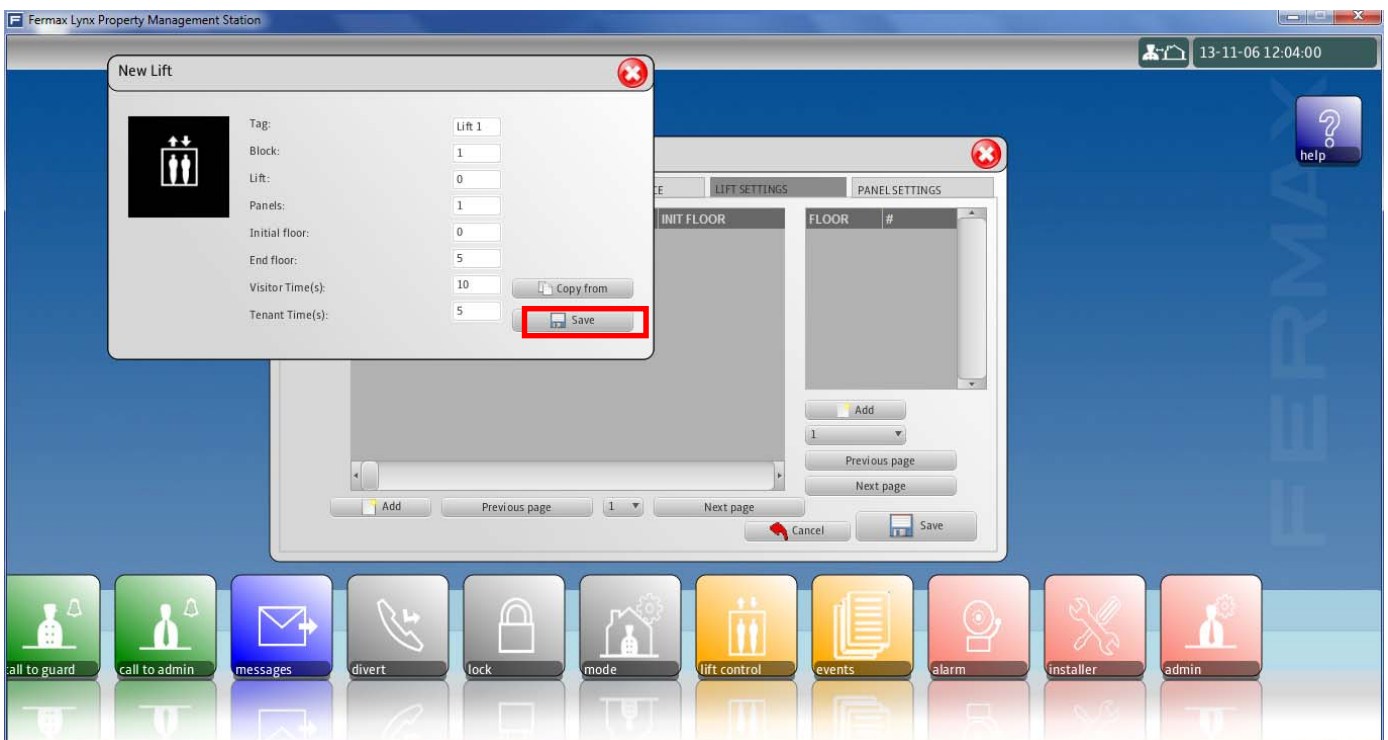 Fermax Lynx Property Management Station
13-11-06 12:04:00
New Lift
Tag: Lift 1
Block: 1
Lift: 0
Panels: 1
Initial floor: 0
End floor: 5
Visitor Time(s): 10
Copy from
Tenant Time(s): 5
Save
help
CE LIFT SETTINGS PANEL SETTINGS
INIT FLOOR FLOOR #
Add
1
Previous page
Next page
Add Previous page 1 Next page
Cancel Save
FERMAX
call to guard call to admin messages divert lock mode lift control events alarm installer admin